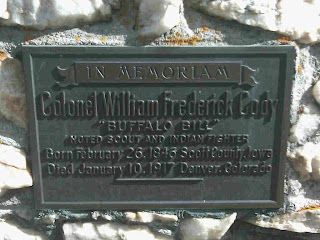 IN MEMORIAM
Colonel William Frederick Cody
"BUFFALO BILL"
NOTED SCOUT AND INDIAN FIGHTER
Born February 26, 1846 Scott County, Iowa
Died January 10, 1917 Denver, Colorado